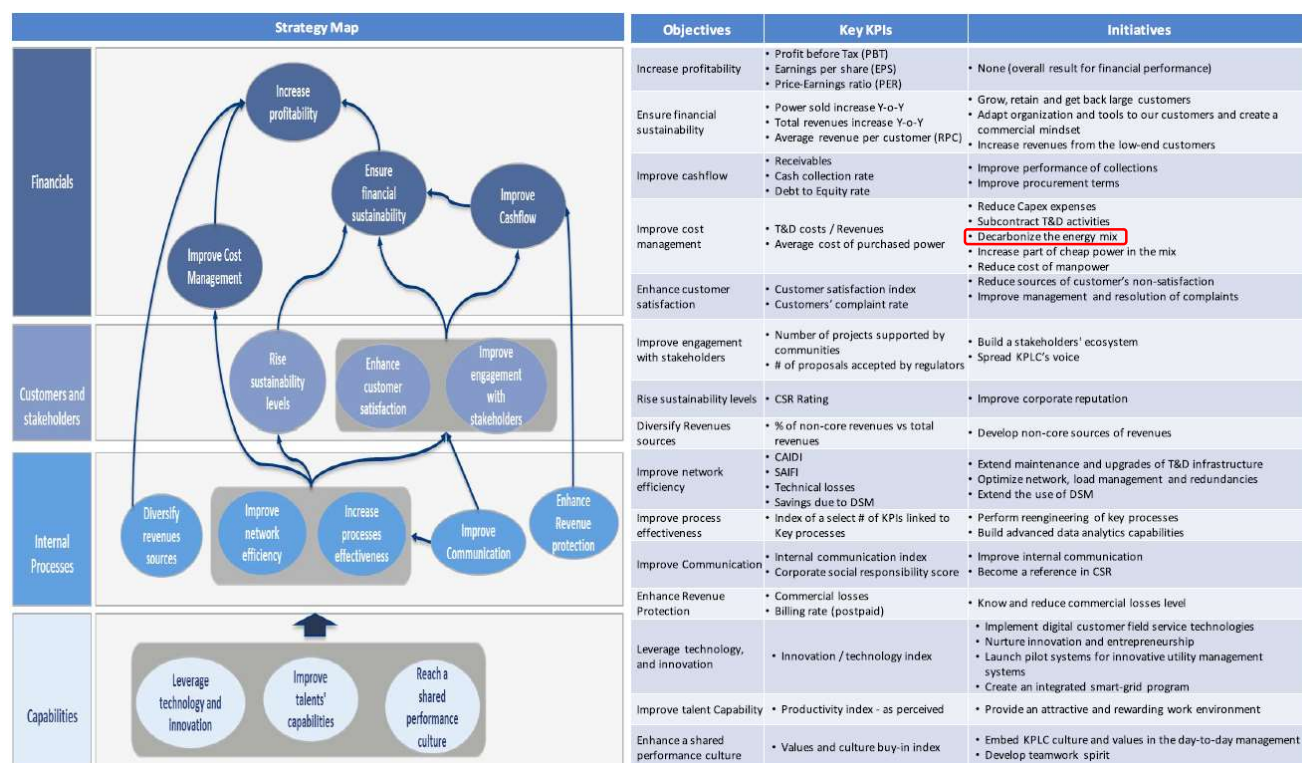 Strategy Map
Financials
Increase
profitability
Ensure
financial
sustainability
Improve
Cashflow
Improve Cost
Management
Customers and
stakeholders
Rise
sustainability
levels
Enhance
customer
satisfaction
Improve
engagement
with
stakeholders
Internal
Processes
Diversify
revenues
sources
Improve
network
efficiency
Increase
processes
effectiveness
Improve
Communication
Enhance
Revenue
protection
Capabilities
Leverage
technology and
Innovation
Improve
talents'
capabilities
Reach a
shared
performance
culture
Objectives Key KPIs Initiatives
Increase profitability
• Profit before Tax (PBT)
• Earnings per share (EPS)
• Price-Earnings ratio (PER)
• None (overall result for financial performance)
Ensure financial
sustainability
• Power sold increase Y-o-Y
• Total revenues increase Y-o-Y
• Average revenue per customer (RPC)
• Grow, retain and get back large customers
• Adapt organization and tools to our customers and create a
commercial mindset
• Increase revenues from the low-end customers
Improve cashflow
• Receivables
• Cash collection rate
• Debt to Equity rate
• Improve performance of collections
• Improve procurement terms
Improve cost
management
• T&D costs / Revenues
• Average cost of purchased power
• Reduce Capex expenses
• Subcontract T&D activities
• Decarbonize the energy mix
• Increase part of cheap power in the mix
• Reduce cost of manpower
Enhance customer
satisfaction
• Customer satisfaction index
• Customers' complaint rate
• Reduce sources of customer's non-satisfaction
• Improve management and resolution of complaints
Improve engagement
with stakeholders
• Number of projects supported by
communities
• # of proposals accepted by regulators
• Build a stakeholders' ecosystem
• Spread KPLC's voice
Rise sustainability levels
• CSR Rating
• Improve corporate reputation
Diversify Revenues
sources
• % of non-core revenues vs total
revenues
• Develop non-core sources of revenues
Improve network
efficiency
• CAIDI
• SAIFI
• Technical losses
• Savings due to DSM
• Extend maintenance and upgrades of T&D infrastructure
• Optimize network, load management and redundancies
• Extend the use of DSM
Improve process
effectiveness
• Index of a select # of KPIs linked to
Key processes
• Perform reengineering of key processes
• Build advanced data analytics capabilities
Improve Communication
• Internal communication index
• Corporate social responsibility score
• Improve internal communication
• Become a reference in CSR
Enhance Revenue
Protection
• Commercial losses
• Billing rate (postpaid)
• Know and reduce commercial losses level
Leverage technology,
and innovation
• Innovation / technology index
• Implement digital customer field service technologies
• Nurture innovation and entrepreneurship
• Launch pilot systems for innovative utility management
systems
• Create an integrated smart-grid program
Improve talent Capability
• Productivity index - as perceived
• Provide an attractive and rewarding work environment
Enhance a shared
performance culture
• Values and culture buy-in index
• Embed KPLC culture and values in the day-to-day management
• Develop teamwork spirit